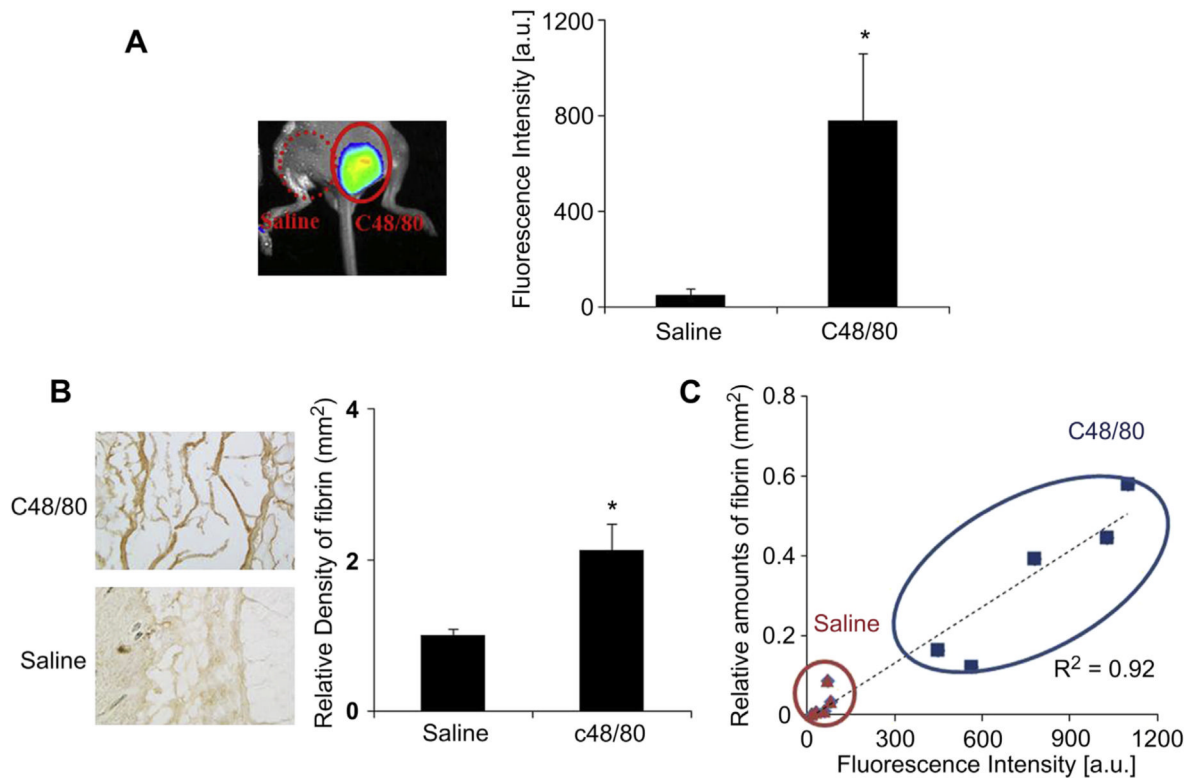 A
Saline
C48/80
Fluorescence Intensity [a.u.]
1200
800
400
0
*
Saline
C48/80
B
C48/80
Saline
Relative Density of fibrin (mm²)
4
2
0
*
Saline
c48/80
C
Relative amounts of fibrin (mm²)
0.8
0.6
0.4
0.2
0
C48/80
Saline
R² = 0.92
0
300
600
900
1200
Fluorescence Intensity [a.u.]